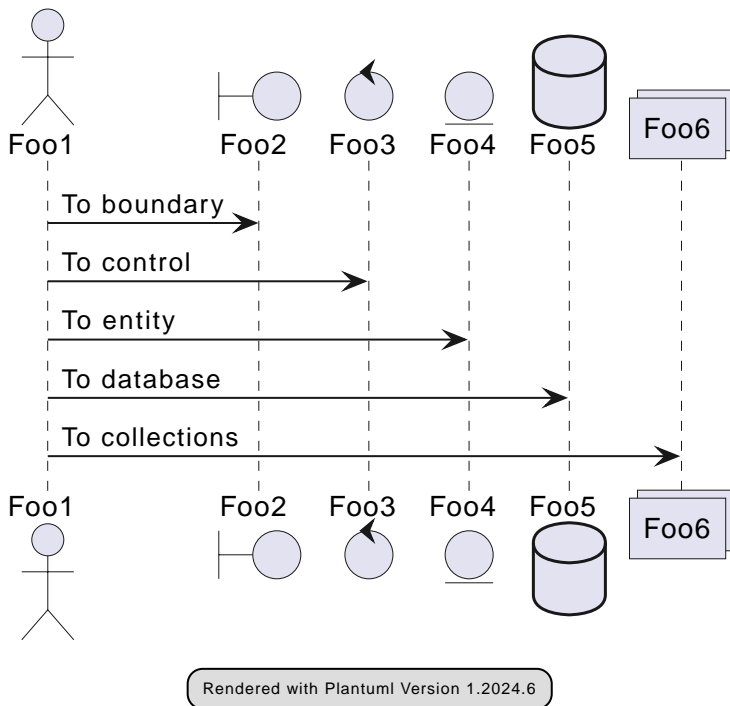 Foo1 Foo2 Foo3 Foo4 Foo5 Foo6
To boundary
To control
To entity
To database
To collections
Foo1 Foo2 Foo3 Foo4 Foo5 Foo6
Rendered with Plantuml Version 1.2024.6